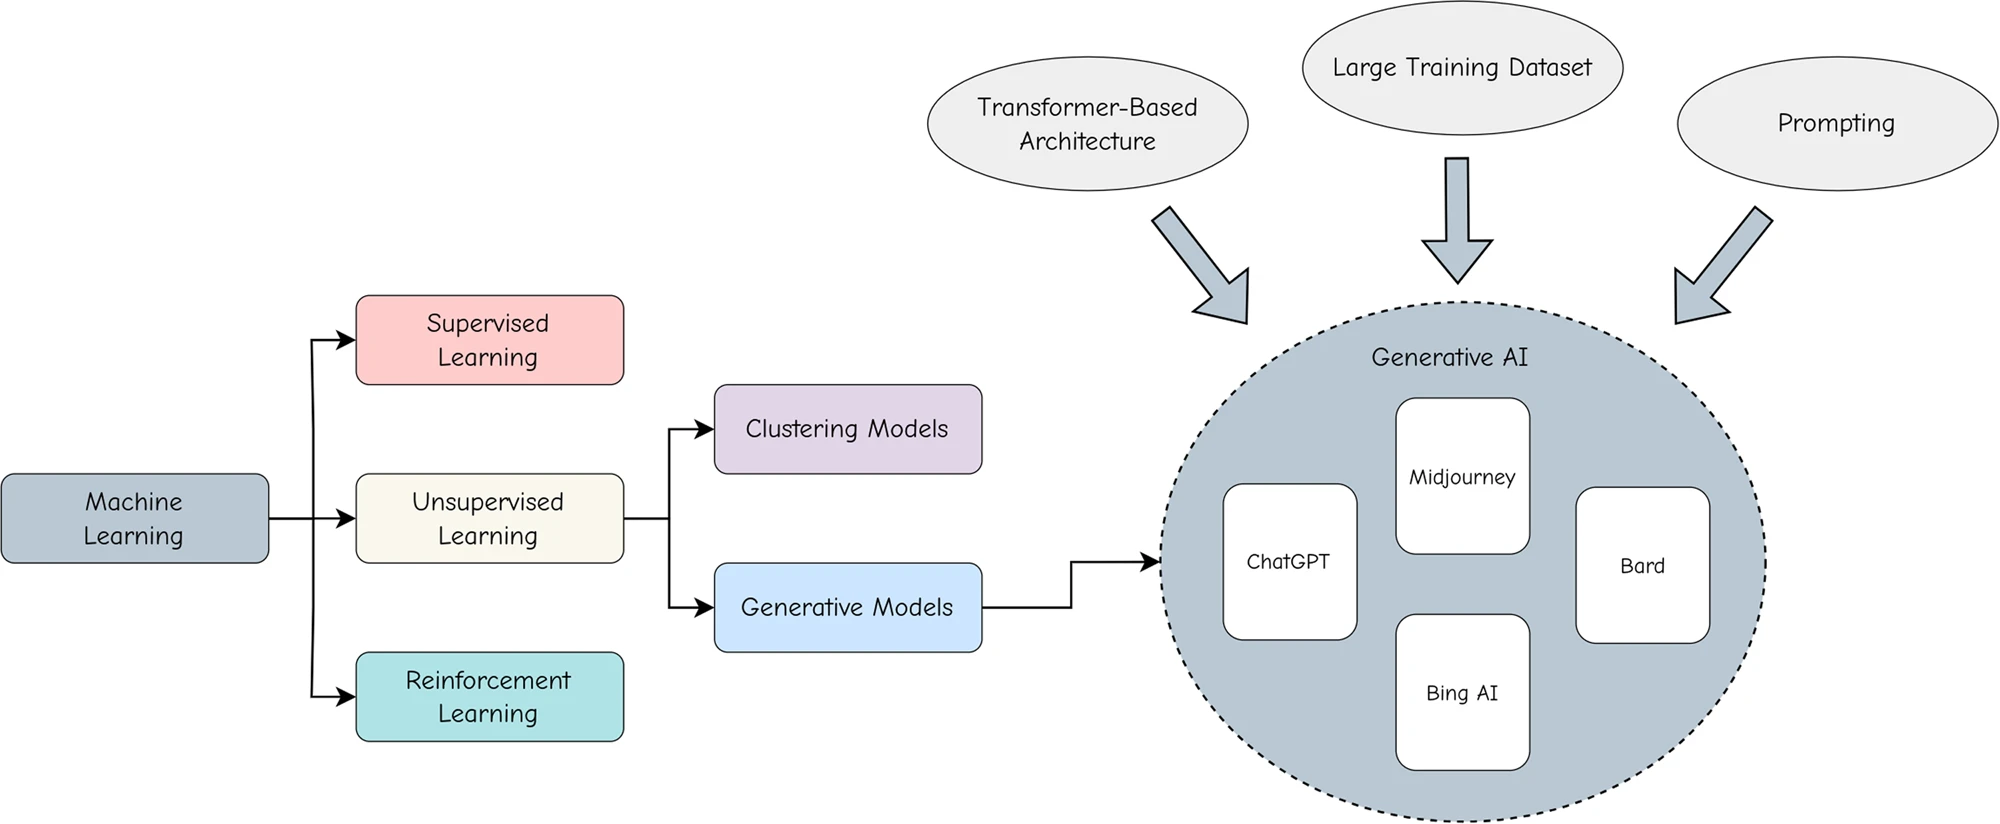 Large Training Dataset
Transformer-Based
Architecture
Prompting
Supervised
Learning
Generative AI
Clustering Models
Midjourney
Machine
Learning
Unsupervised
Learning
ChatGPT
Bard
Generative Models
Reinforcement
Learning
Bing AI